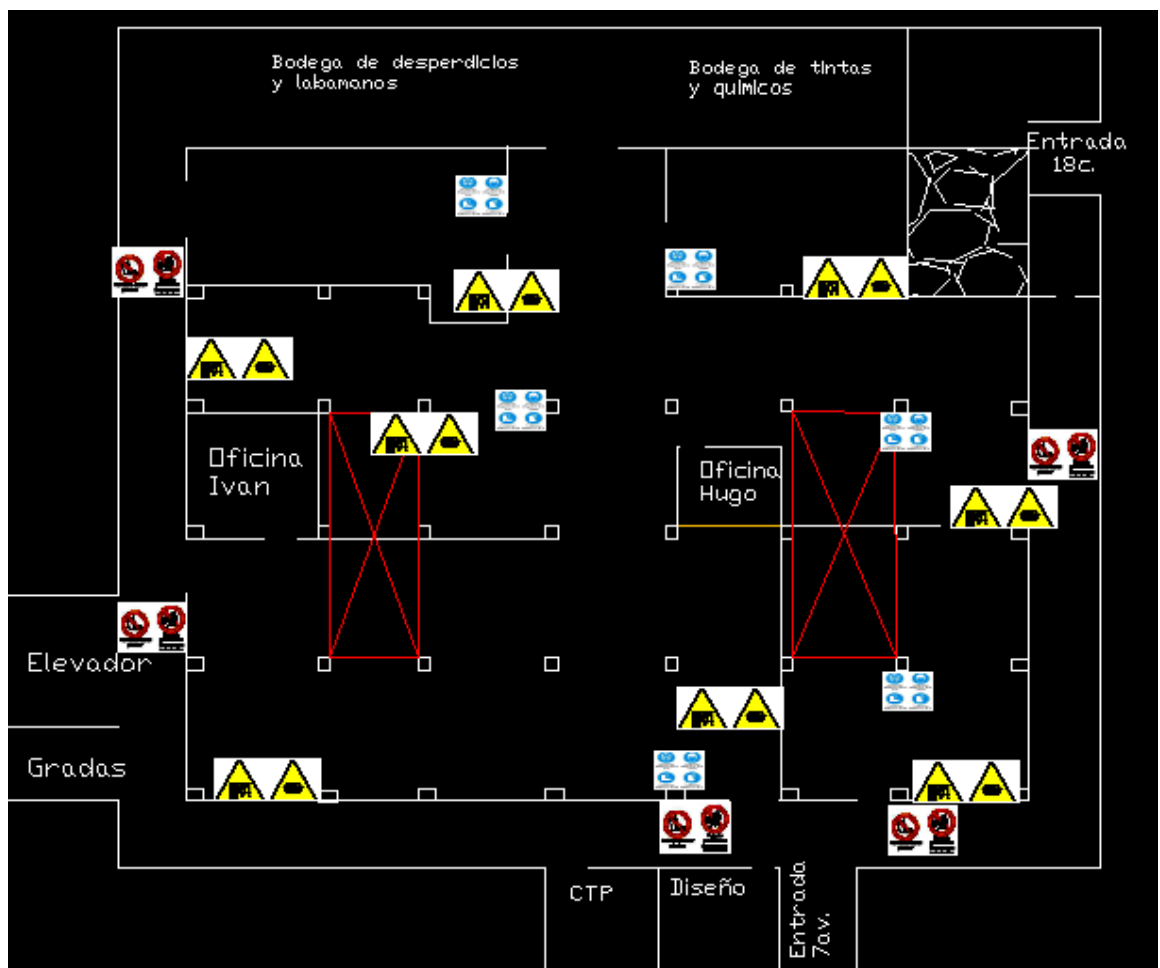 Bodega de desperdicios
y labamanos
Bodega de tintas
y quimicos
Entrada
18c.
Oficina
Ivan
Oficina
Hugo
Elevador
Gradas
CTP
Diseño
Entrada
7av.